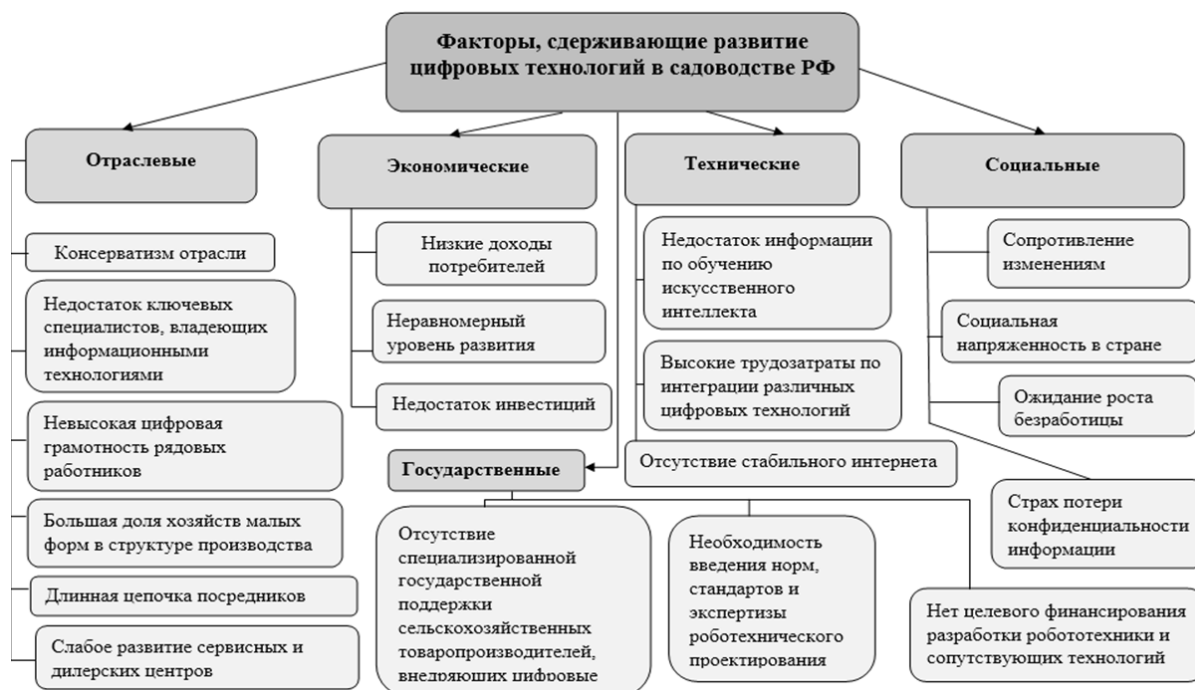 Факторы, сдерживающие развитие
цифровых технологий в садоводстве РФ
Отраслевые
Консерватизм отрасли
Недостаток ключевых
специалистов, владеющих
информационными
технологиями
Невысокая цифровая
грамотность рядовых
работников
Большая доля хозяйств малых
форм в структуре производства
Длинная цепочка посредников
Слабое развитие сервисных и
дилерских центров
Экономические
Низкие доходы
потребителей
Неравномерный
уровень развития
Недостаток инвестиций
Технические
Недостаток информации
по обучению
искусственного
интеллекта
Высокие трудозатраты по
интеграции различных
цифровых технологий
Отсутствие стабильного интернета
Социальные
Сопротивление
изменениям
Социальная
напряженность в стране
Ожидание роста
безработицы
Страх потери
конфиденциальности
информации
Государственные
Отсутствие
специализированной
государственной
поддержки
сельскохозяйственных
товаропроизводителей,
внедряющих цифровые
Необходимость
введения норм,
стандартов и
экспертизы
роботехнического
проектирования
Нет целевого финансирования
разработки робототехники и
сопутствующих технологий